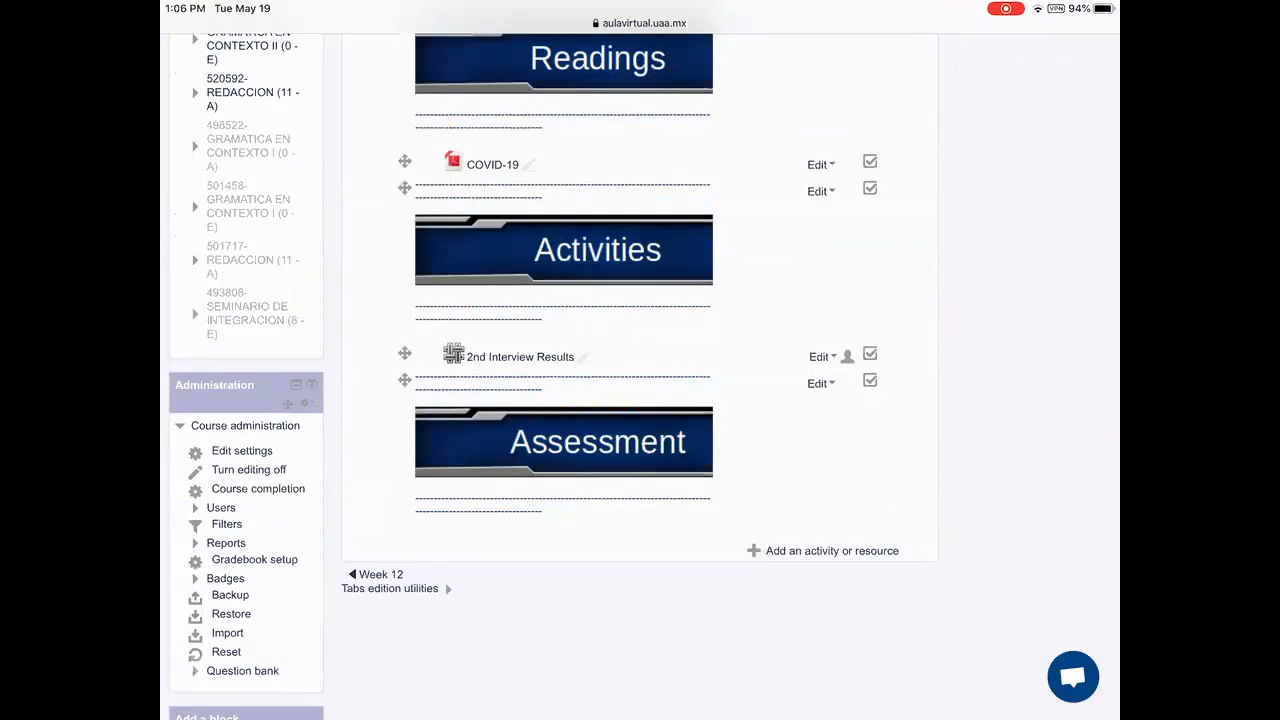 1:06 PM Tue May 19
VPN 94%
aulavirtual.uaa.mx
GRAMATICA EN
CONTEXTO II (0 -
E)
520592-
REDACCION (11 -
A)
498522-
GRAMATICA EN
CONTEXTO I (0 -
A)
501458-
GRAMATICA EN
CONTEXTO I (0 -
E)
501717-
REDACCION (11 -
A)
493808-
SEMINARIO DE
INTEGRACION (8 -
E)
Administration
Course administration
Edit settings
Turn editing off
Course completion
Users
Filters
Reports
Gradebook setup
Badges
Backup
Restore
Import
Reset
Question bank
Add a block
Readings
COVID-19
Edit
Edit
Activities
2nd Interview Results
Edit
Edit
Assessment
Add an activity or resource
Week 12
Tabs edition utilities